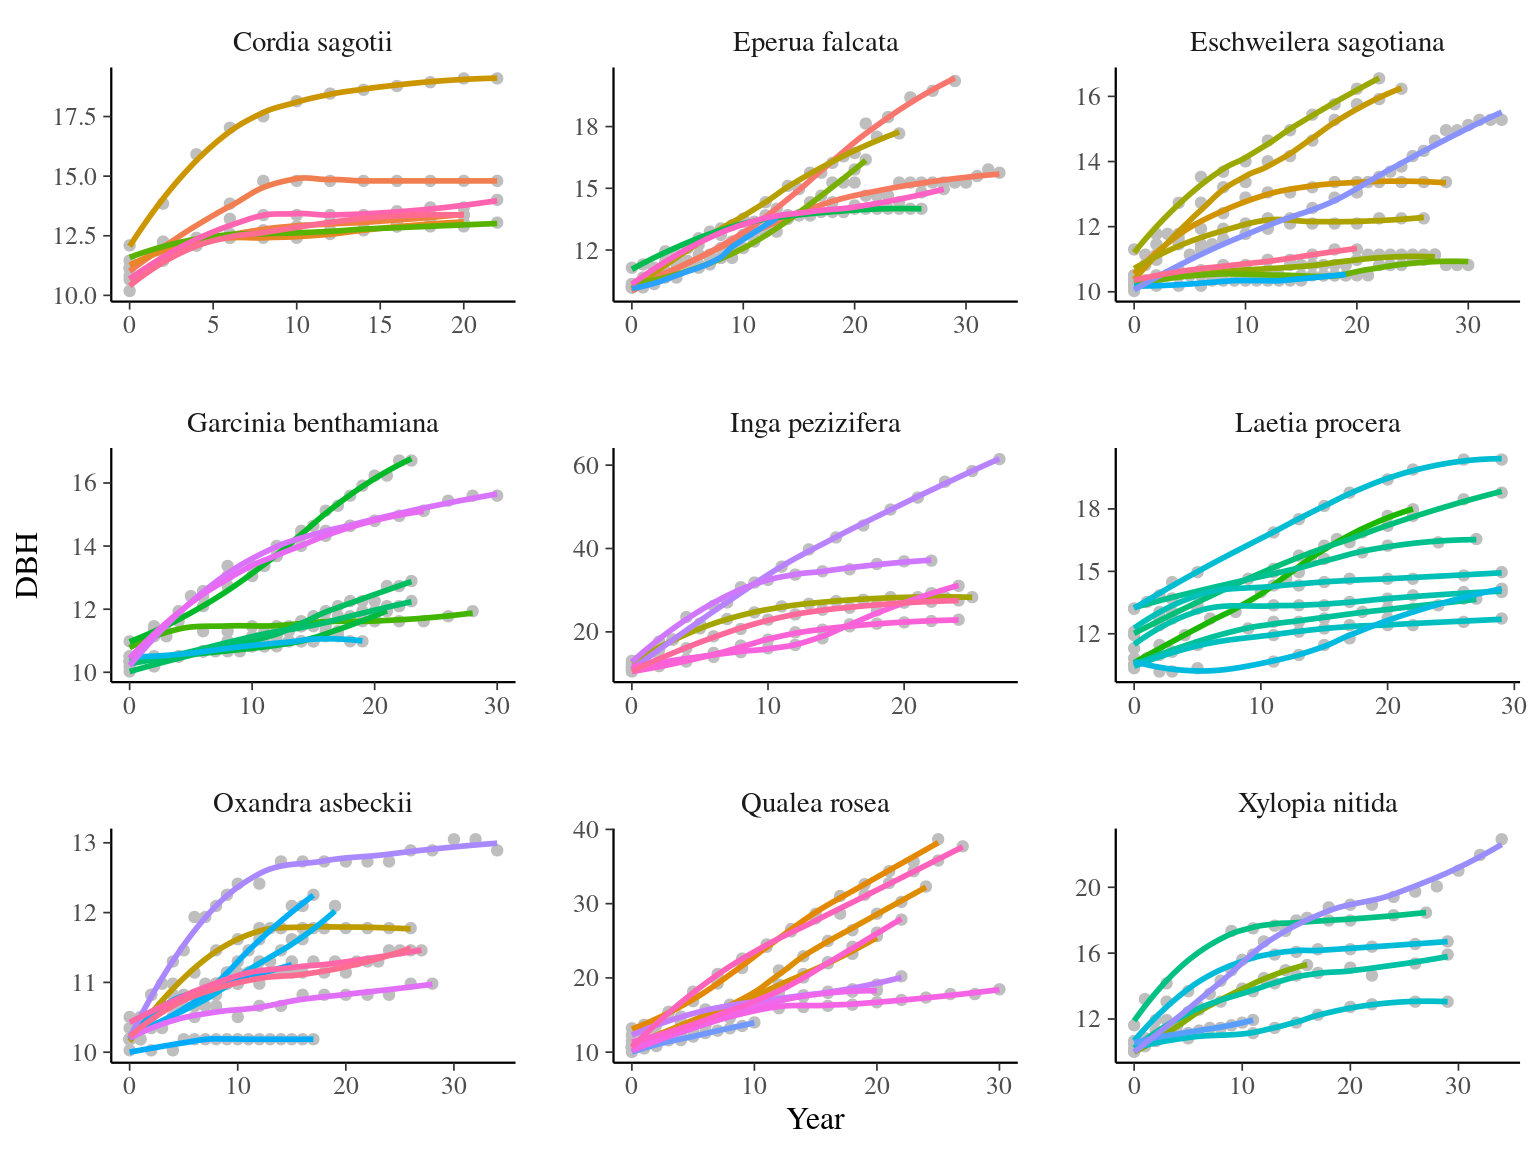 Cordia sagotii
Eperua falcata
Eschweilera sagotiana
17.5
15.0
12.5
10.0
0 5 10 15 20
18
15
12
0 10 20 30
16
14
12
10
0 10 20 30
Garcinia benthamiana
Inga pezizifera
Laetia procera
16
14
12
10
0 10 20 30
60
40
20
0 10 20
18
15
12
0 10 20 30
DBH
Oxandra asbeckii
Qualea rosea
Xylopia nitida
13
12
11
10
0 10 20 30
40
30
20
10
0 10 20 30
20
16
12
0 10 20 30
Year